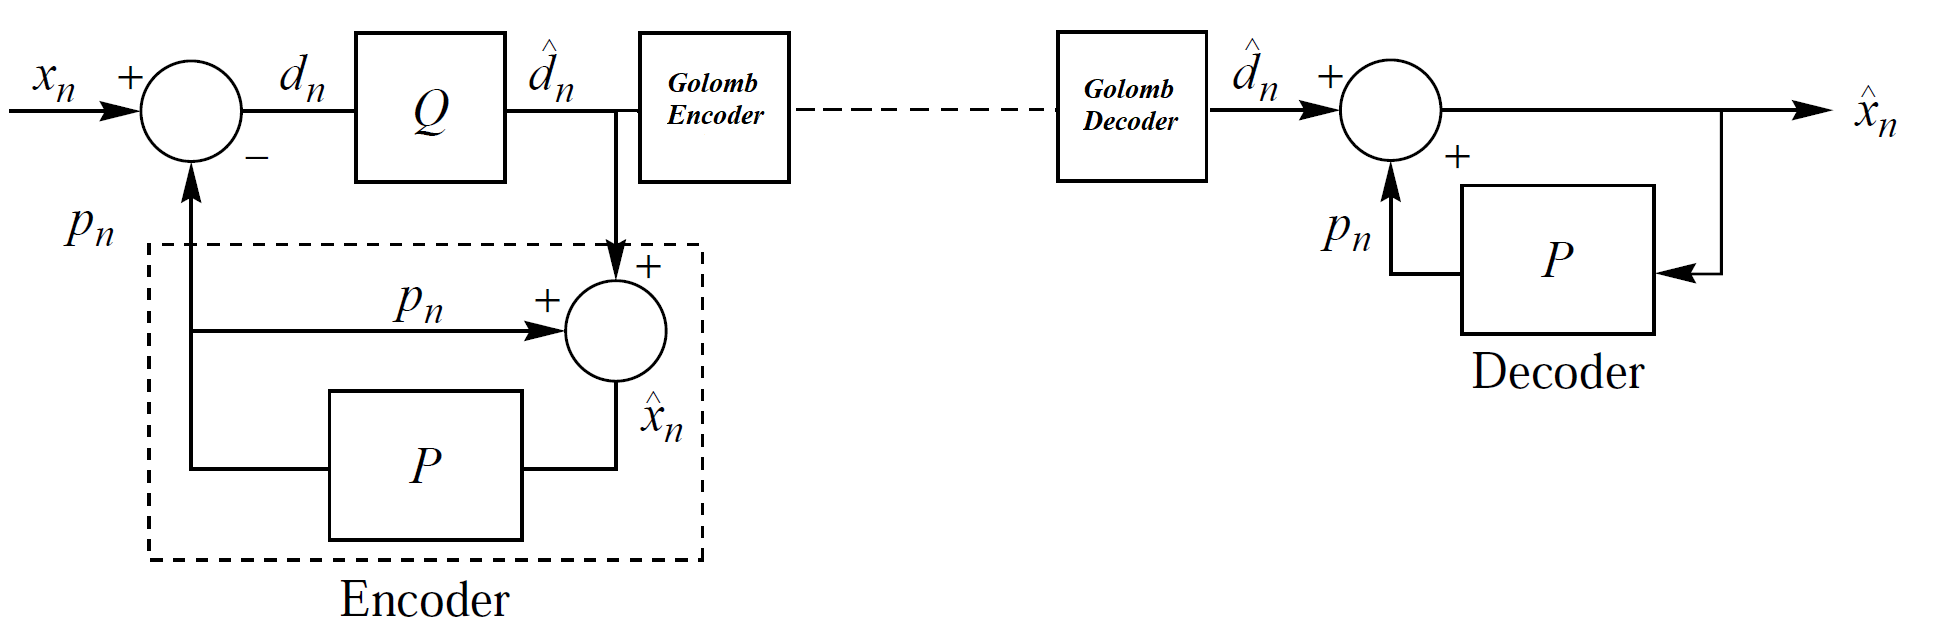 xₙ + dₙ Q d̂ₙ Golomb Golomb d̂ₙ + x̂ₙ
Encoder Decoder
− +
pₙ pₙ P
+
pₙ +
Decoder
P x̂ₙ
Encoder